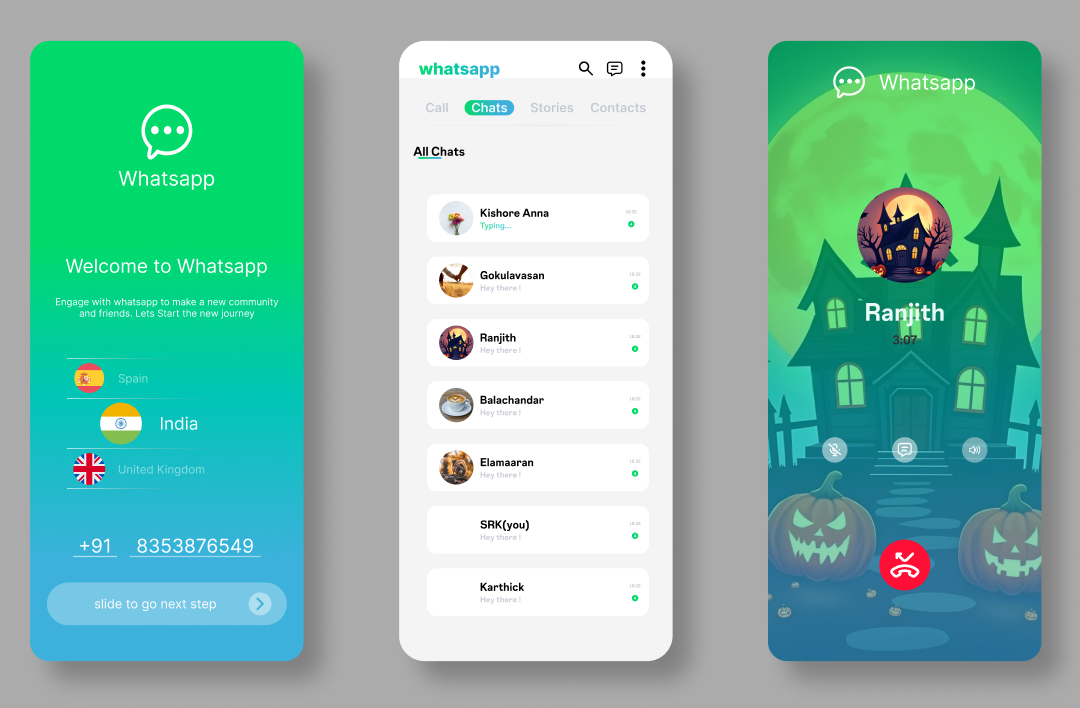 Whatsapp
Welcome to Whatsapp
Engage with whatsapp to make a new community
and friends. Lets Start the new journey
Spain
India
United Kingdom
+91 8353876549
slide to go next step
whatsapp
Call Chats Stories Contacts
All Chats
Kishore Anna
Typing...
Gokulavasan
Hey there !
Ranjith
Hey there !
Balachandar
Hey there !
Elamaaran
Hey there !
SRK(you)
Hey there !
Karthick
Hey there !
Whatsapp
Ranjith
3:07